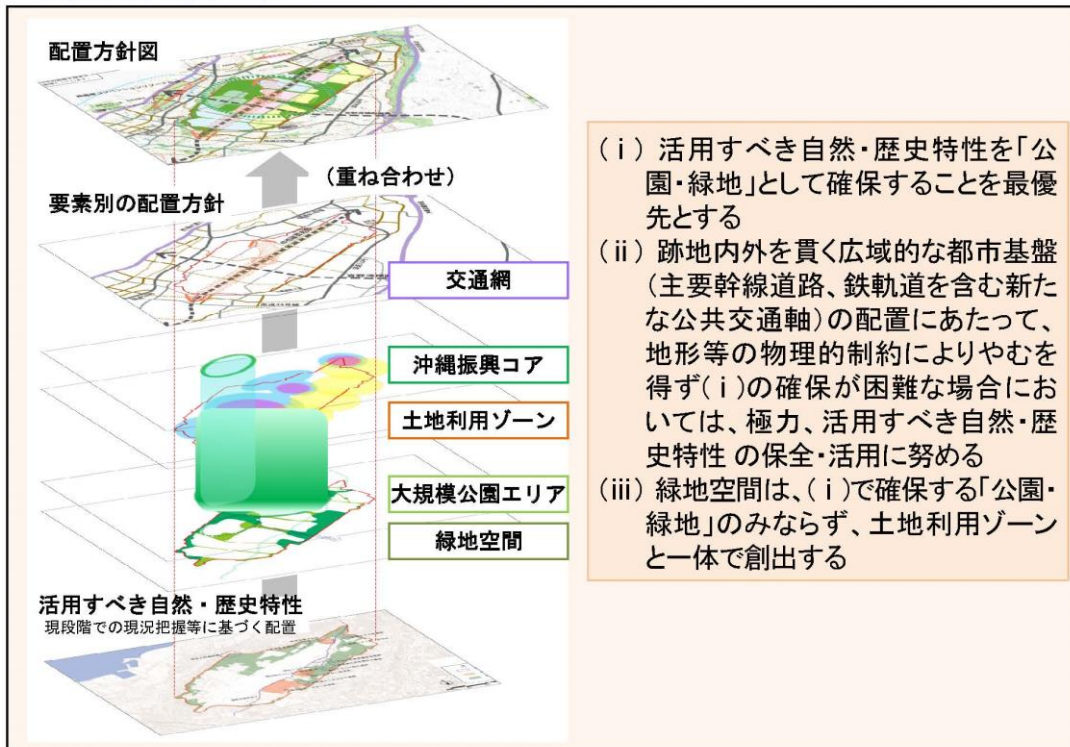 配置方針図
(重ね合わせ)
要素別の配置方針
交通網
沖縄振興コア
土地利用ゾーン
大規模公園エリア
緑地空間
活用すべき自然・歴史特性
現段階での現況把握等に基づく配置
(ⅰ) 活用すべき自然・歴史特性を「公
園・緑地」として確保することを最優
先とする
(ⅱ) 跡地内外を貫く広域的な都市基盤
(主要幹線道路、鉄軌道を含む新た
な公共交通軸)の配置にあたって、
地形等の物理的制約によりやむを
得ず(ⅰ)の確保が困難な場合にお
いては、極力、活用すべき自然・歴
史特性 の保全・活用に努める
(ⅲ) 緑地空間は、(ⅰ)で確保する「公園・
緑地」のみならず、土地利用ゾーン
と一体で創出する